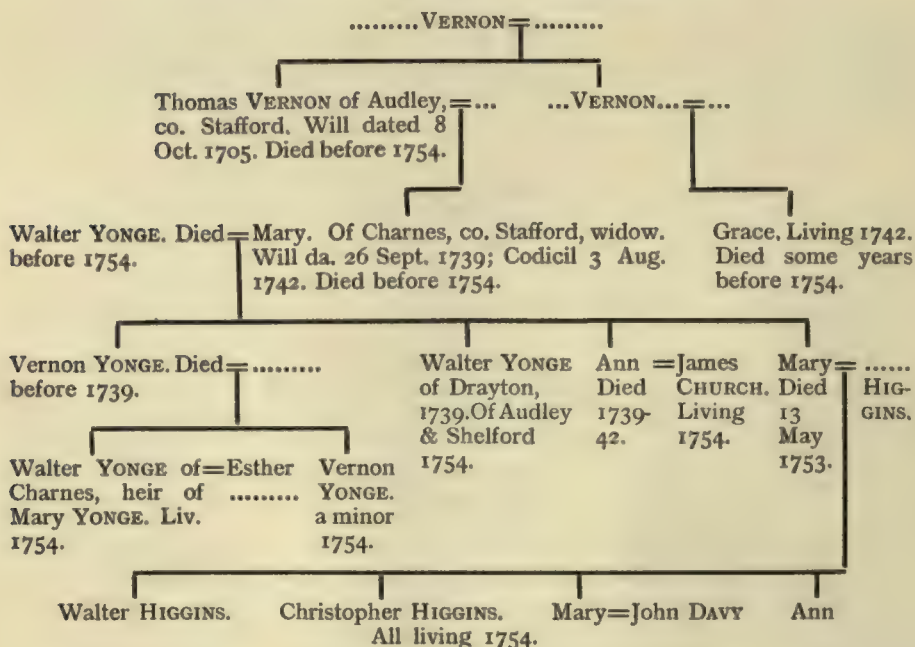 ......... VERNON = .........
Thomas VERNON of Audley, = ...
co. Stafford. Will dated 8
Oct. 1705. Died before 1754.
...VERNON... = ...
Walter YONGE. Died =
before 1754.
Mary. Of Charnes, co. Stafford, widow.
Will da. 26 Sept. 1739; Codicil 3 Aug.
1742. Died before 1754.
Grace. Living 1742.
Died some years
before 1754.
Vernon YONGE. Died = .........
before 1739.
Walter YONGE
of Drayton,
1739. Of Audley
& Shelford
1754.
Ann =
Died
1739-
42.
James
CHURCH.
Living
1754.
Mary =
Died
13
May
1753.
......
HIG-
GINS.
Walter YONGE of =
Charnes, heir of
Mary YONGE. Liv.
1754.
Esther
.........
Vernon
YONGE.
a minor
1754.
Walter HIGGINS.
Christopher HIGGINS.
Mary = John DAVY
Ann
All living 1754.